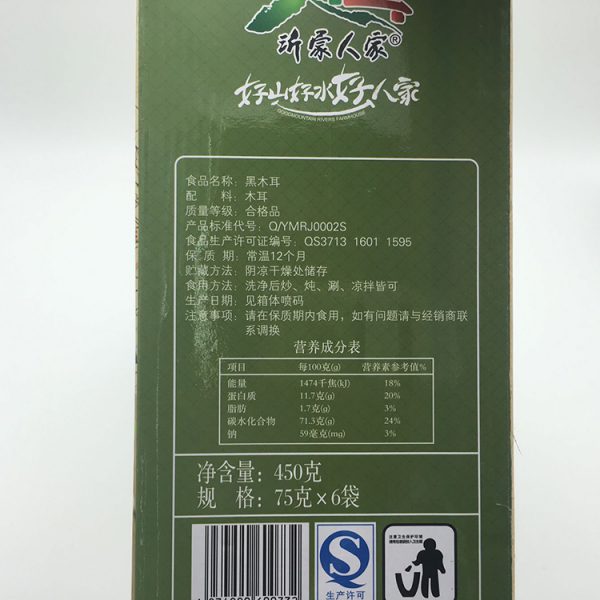 沂蒙人家®
好山好水好人家
GOODMOUNTAIN RIVERS FARMHOUSE
食品名称：黑木耳
配 料：木耳
质量等级：合格品
产品标准代号：Q/YMRJ0002S
食品生产许可证编号：QS3713 1601 1595
保 质 期：常温12个月
贮藏方法：阴凉干燥处储存
食用方法：洗净后炒、炖、涮、凉拌皆可
生产日期：见箱体喷码
注意事项：请在保质期内食用，如有问题请与经销商联
系调换
营养成分表
项目 每100克(g) 营养素参考值%
能量 1474千焦(kJ) 18%
蛋白质 11.7克(g) 20%
脂肪 1.7克(g) 3%
碳水化合物 71.3克(g) 24%
钠 59毫克(mg) 3%
净含量：450克
规 格：75克×6袋
生产许可